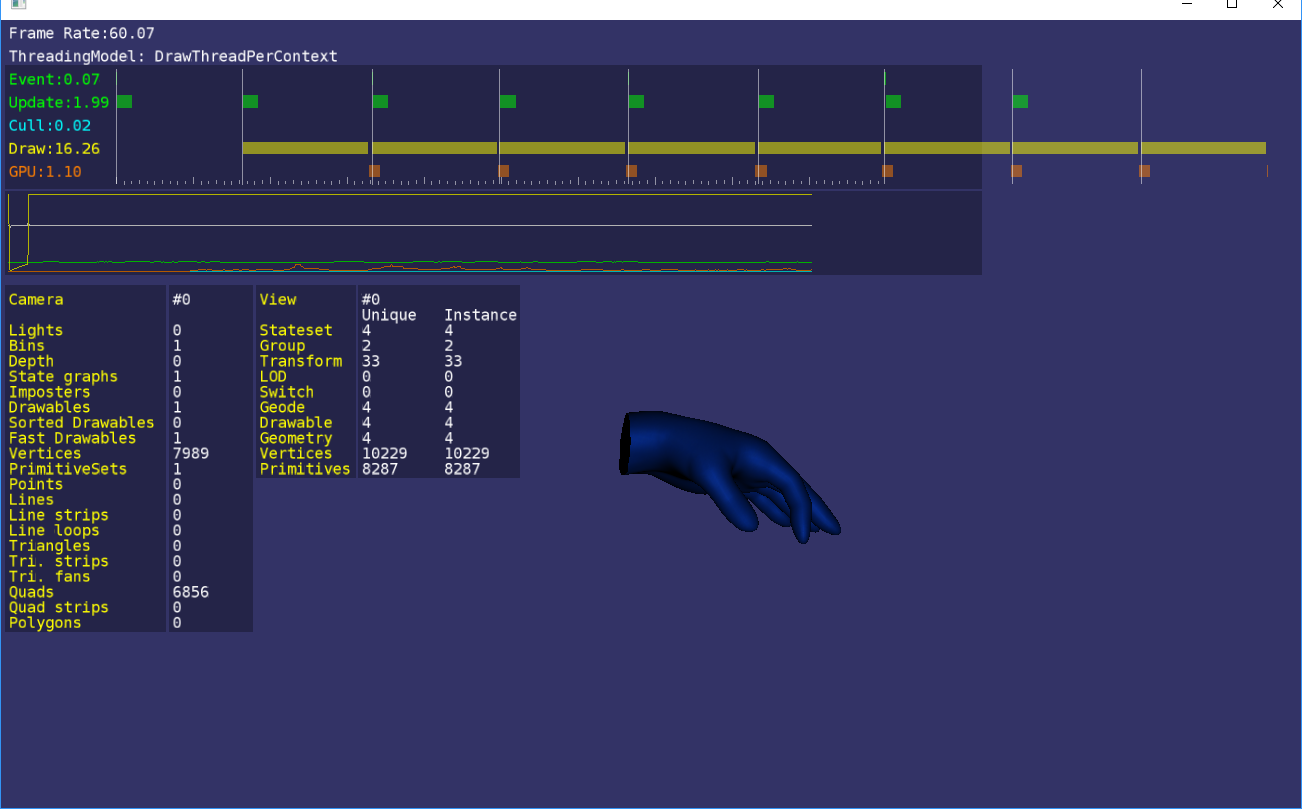 Frame Rate:60.07
ThreadingModel: DrawThreadPerContext
Event:0.07
Update:1.99
Cull:0.02
Draw:16.26
GPU:1.10
Camera #0
Lights 0
Bins 1
Depth 0
State graphs 1
Imposters 0
Drawables 1
Sorted Drawables 0
Fast Drawables 1
Vertices 7989
PrimitiveSets 1
Points 0
Lines 0
Line strips 0
Line loops 0
Triangles 0
Tri. strips 0
Tri. fans 0
Quads 6856
Quad strips 0
Polygons 0
View #0
Unique Instance
Stateset 4 4
Group 2 2
Transform 33 33
LOD 0 0
Switch 0 0
Geode 4 4
Drawable 4 4
Geometry 4 4
Vertices 10229 10229
Primitives 8287 8287